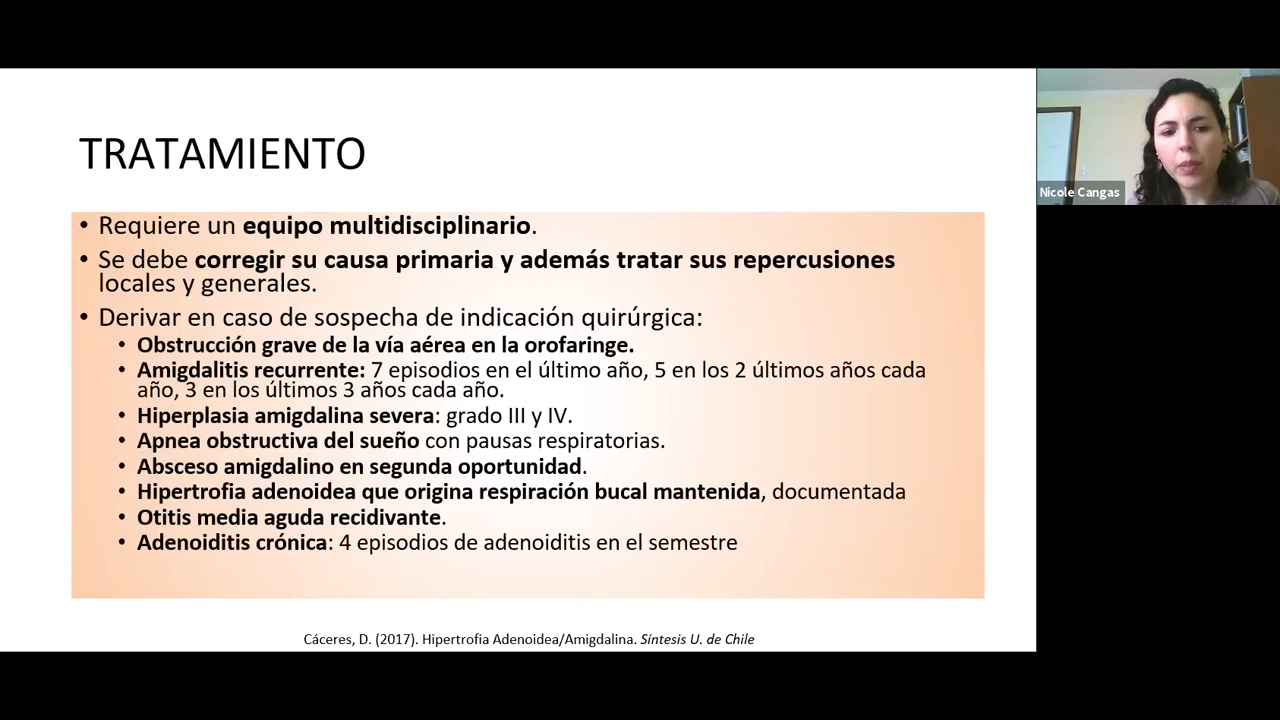 TRATAMIENTO
• Requiere un equipo multidisciplinario.
• Se debe corregir su causa primaria y además tratar sus repercusiones
locales y generales.
• Derivar en caso de sospecha de indicación quirúrgica:
• Obstrucción grave de la vía aérea en la orofaringe.
• Amigdalitis recurrente: 7 episodios en el último año, 5 en los 2 últimos años cada
año, 3 en los últimos 3 años cada año.
• Hiperplasia amigdalina severa: grado III y IV.
• Apnea obstructiva del sueño con pausas respiratorias.
• Absceso amigdalino en segunda oportunidad.
• Hipertrofia adenoidea que origina respiración bucal mantenida, documentada
• Otitis media aguda recidivante.
• Adenoiditis crónica: 4 episodios de adenoiditis en el semestre
Cáceres, D. (2017). Hipertrofia Adenoidea/Amigdalina. Síntesis U. de Chile
Nicole Cangas